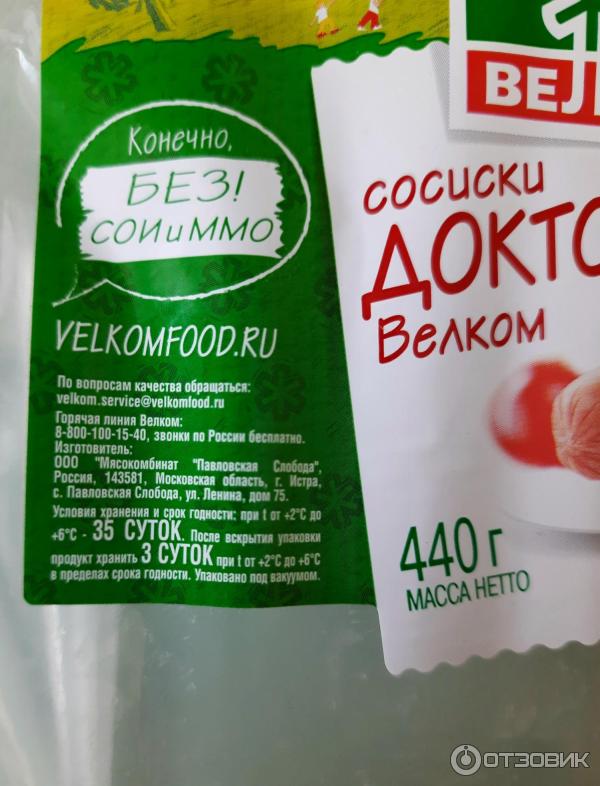 Конечно,
БЕЗ!
СОИ и ММО
VELKOMFOOD.RU
По вопросам качества обращаться:
velkom.service@velkomfood.ru
Горячая линия Велком:
8-800-100-15-40, звонки по России бесплатно.
Изготовитель:
ООО "Мясокомбинат "Павловская Слобода",
Россия, 143581, Московская область, г. Истра,
с. Павловская Слобода, ул. Ленина, дом 75.
Условия хранения и срок годности: при t от +2°C до
+6°C - 35 СУТОК. После вскрытия упаковки
продукт хранить 3 СУТОК при t от +2°C до +6°C
в пределах срока годности. Упаковано под вакуумом.
ВЕЛ
сосиски
ДОКТО
Велком
440 г
МАССА НЕТТО
ОТЗОВИК